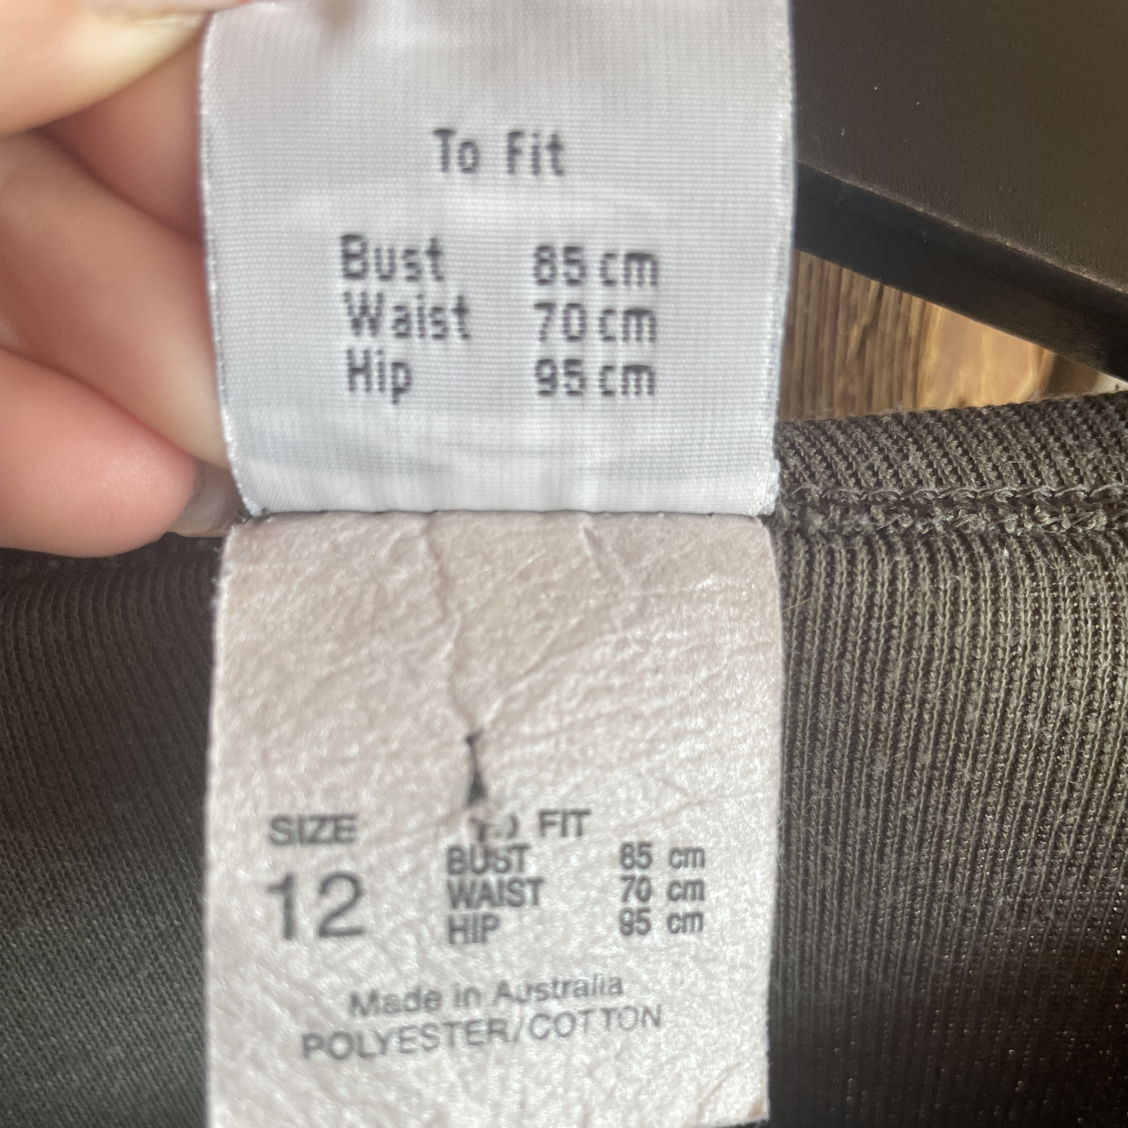 To Fit
Bust 85 cm
Waist 70 cm
Hip 95 cm
SIZE TO FIT
12 BUST 85 cm
WAIST 70 cm
HIP 95 cm
Made in Australia
POLYESTER/COTTON